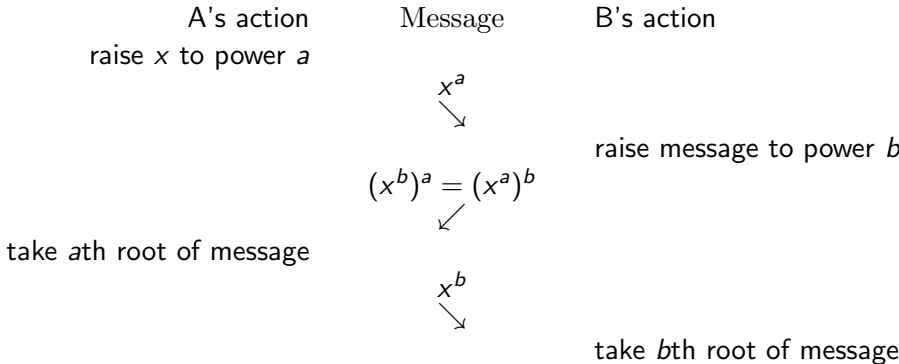 A's action Message B's action
raise x to power a
x^a
↘
raise message to power b
(x^b)^a = (x^a)^b
↙
take ath root of message
x^b
↘
take bth root of message